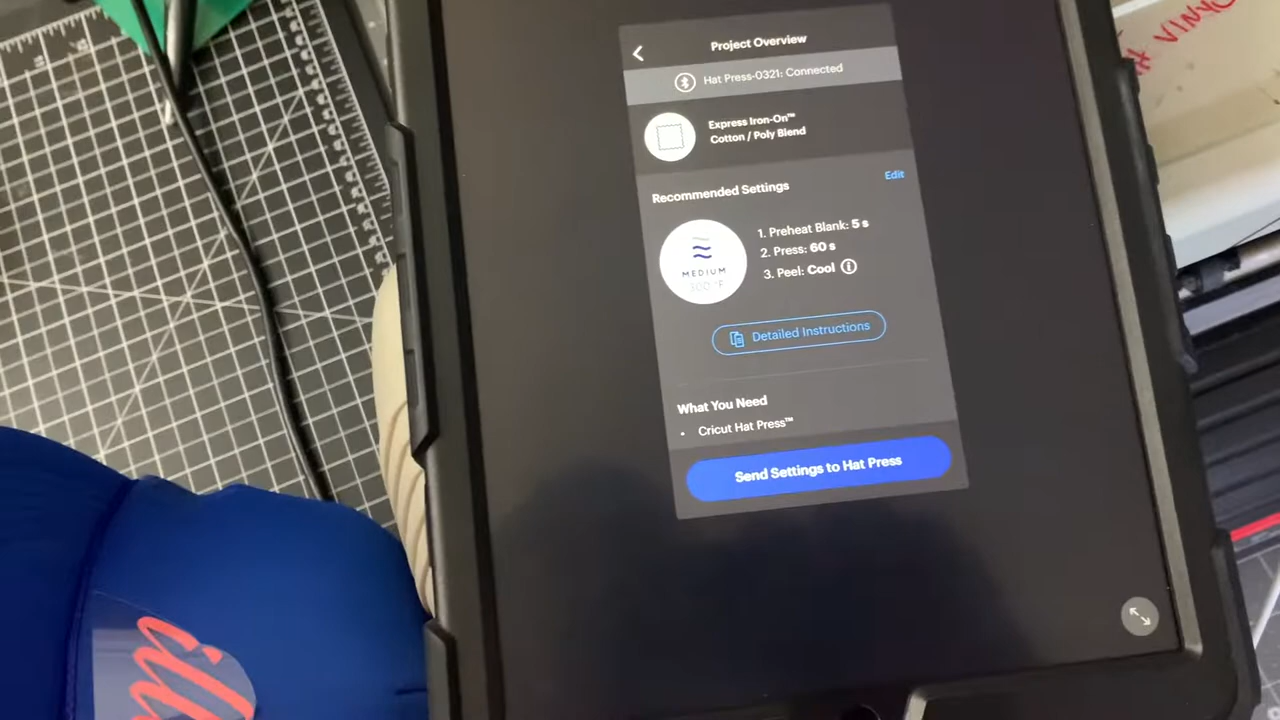 Project Overview
Hat Press-0321: Connected
Express Iron-On™
Cotton / Poly Blend
Recommended Settings
Edit
MEDIUM
300 °F
1. Preheat Blank: 5 s
2. Press: 60 s
3. Peel: Cool
Detailed Instructions
What You Need
• Cricut Hat Press™
Send Settings to Hat Press
VINYL